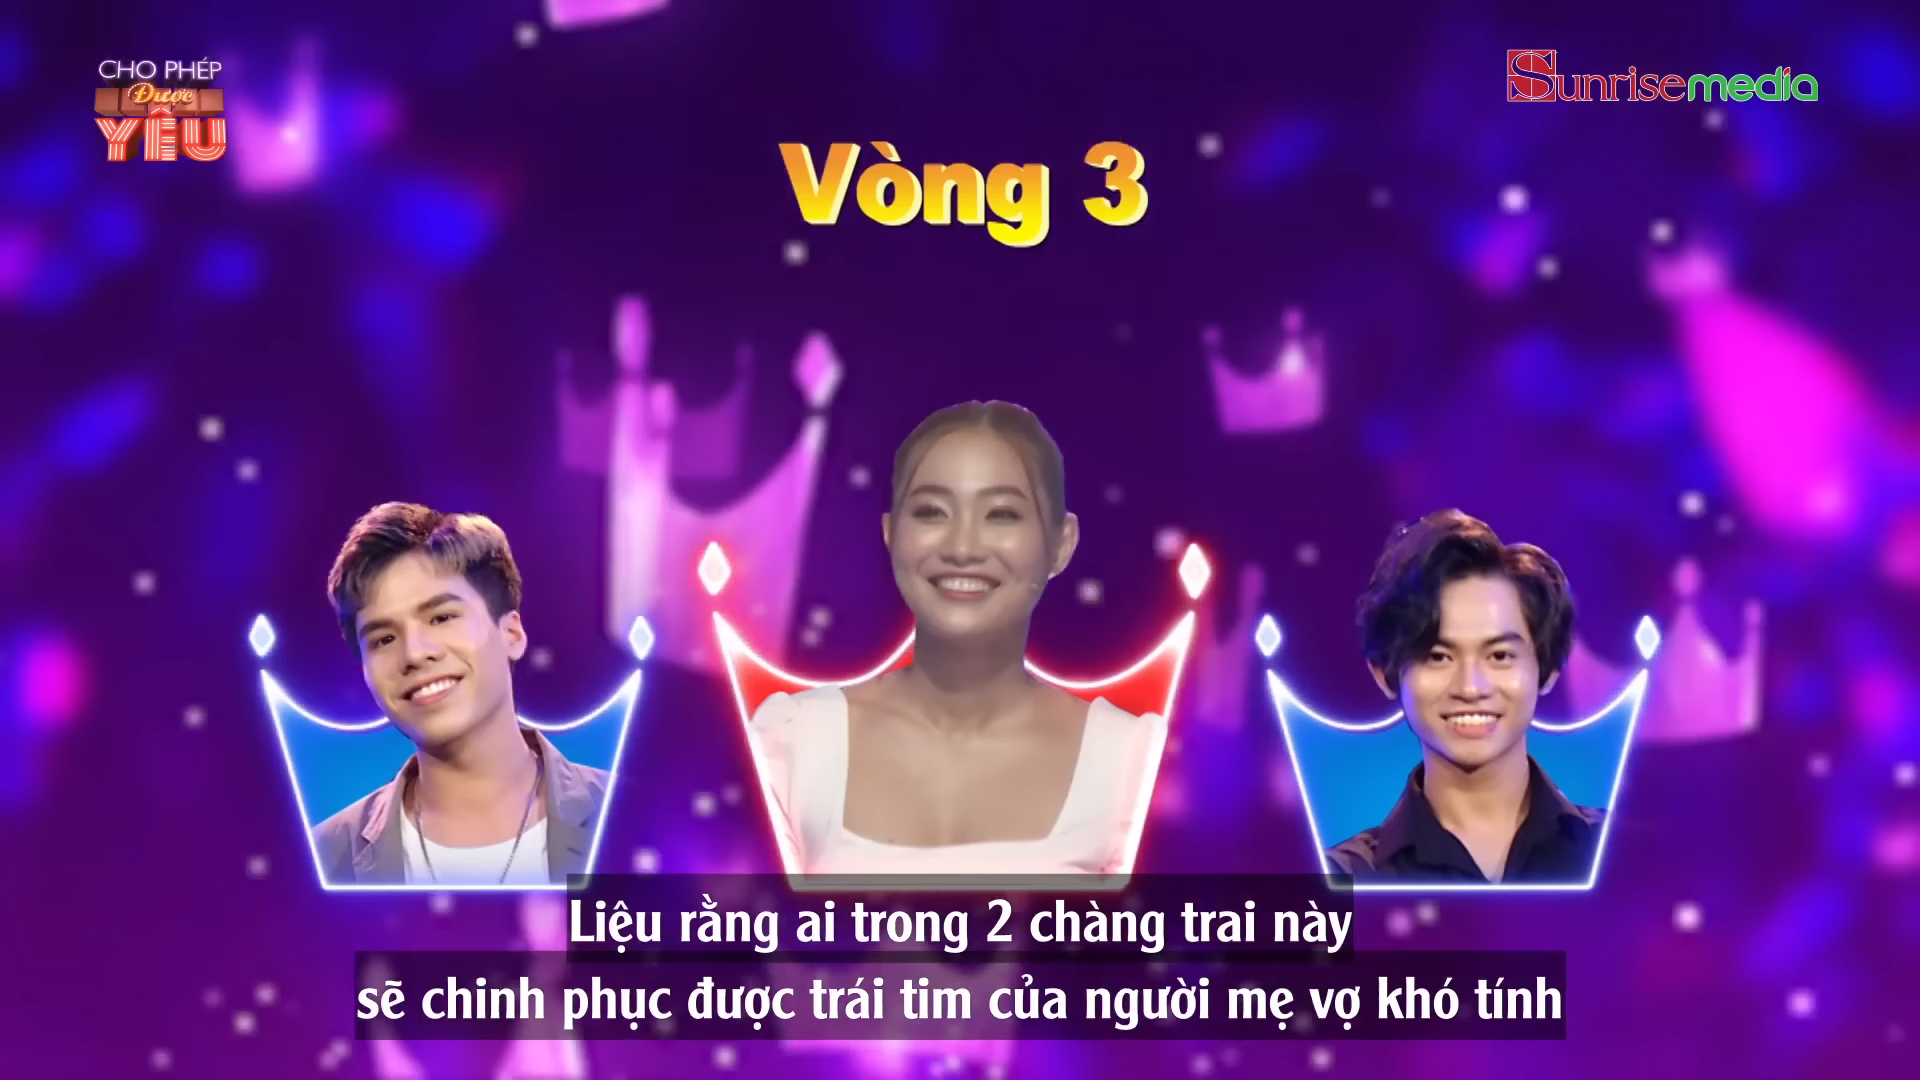 CHO PHÉP
Được
YÊU
Sunrisemedia
Vòng 3
Liệu rằng ai trong 2 chàng trai này
sẽ chinh phục được trái tim của người mẹ vợ khó tính